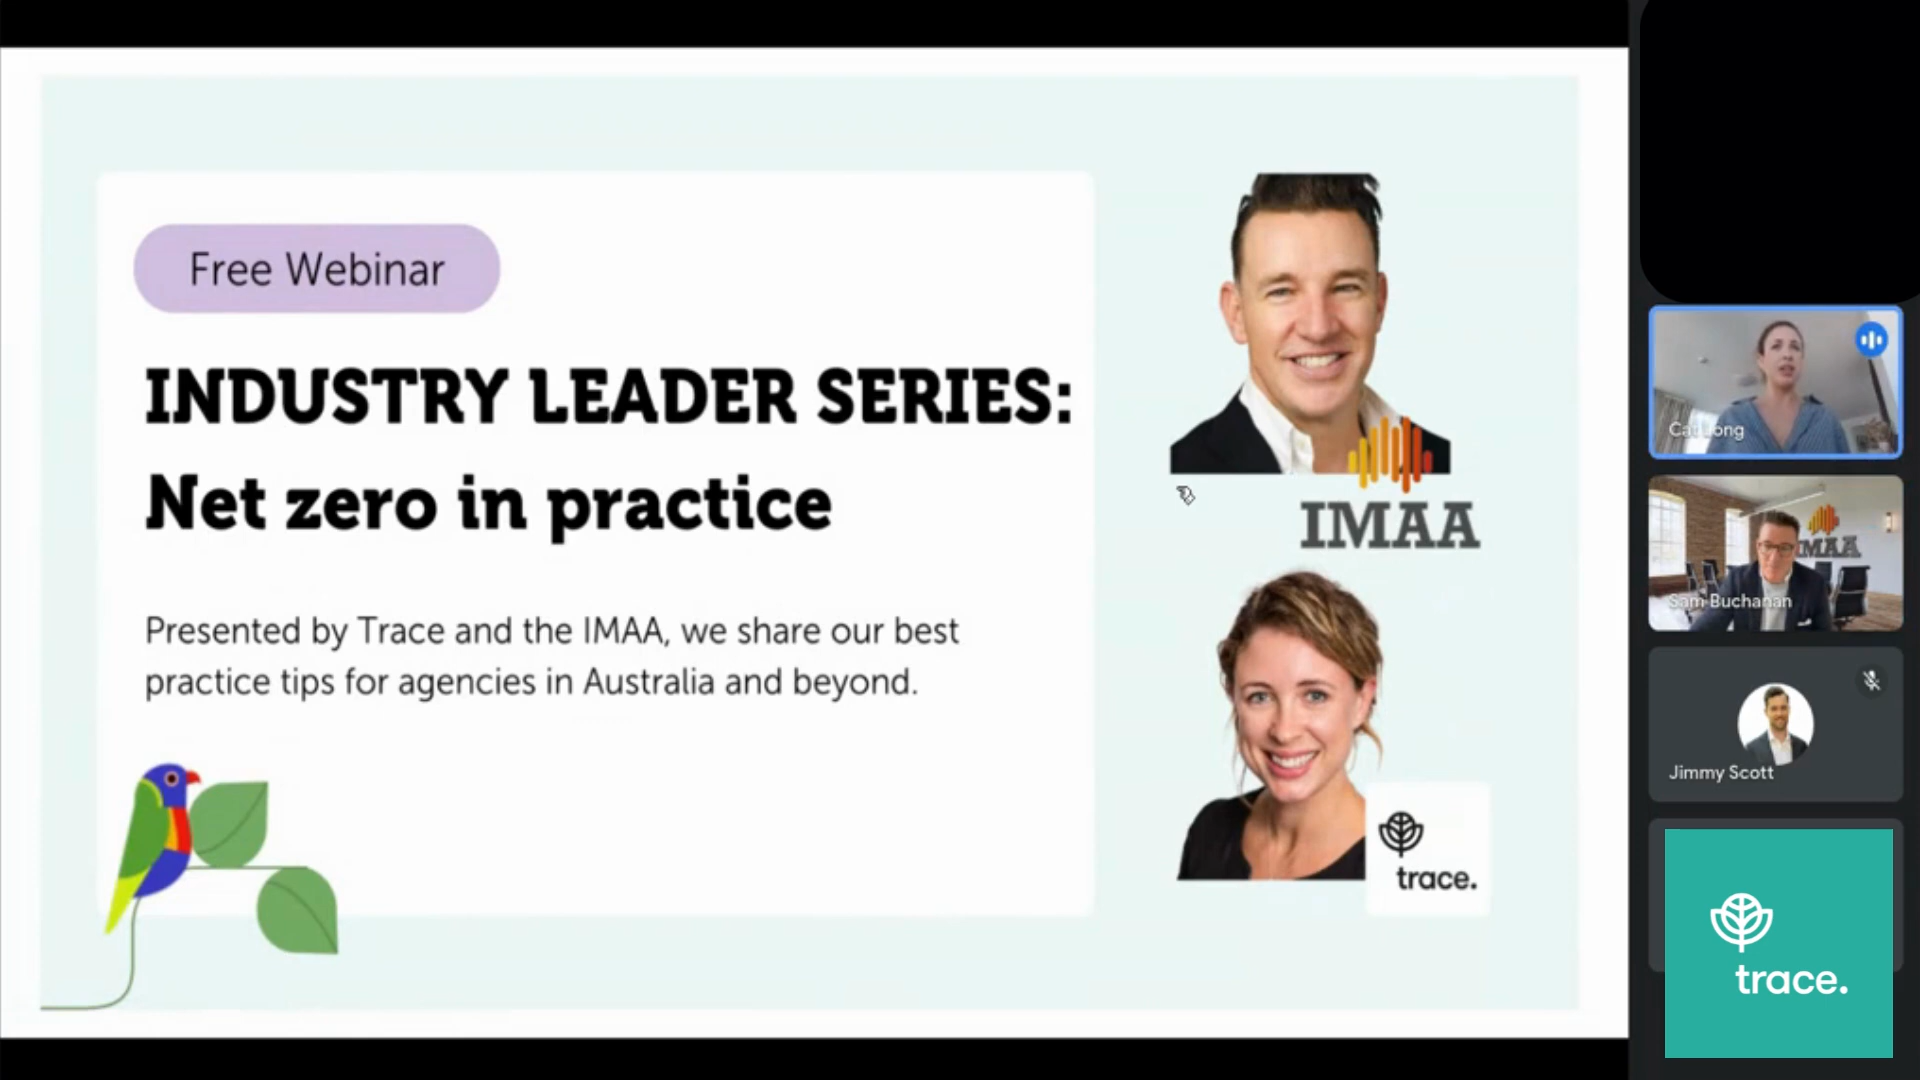 Free Webinar
INDUSTRY LEADER SERIES:
Net zero in practice
Presented by Trace and the IMAA, we share our best
practice tips for agencies in Australia and beyond.
IMAA
trace.
Cat Long
IMAA
Sam Buchanan
Jimmy Scott
trace.